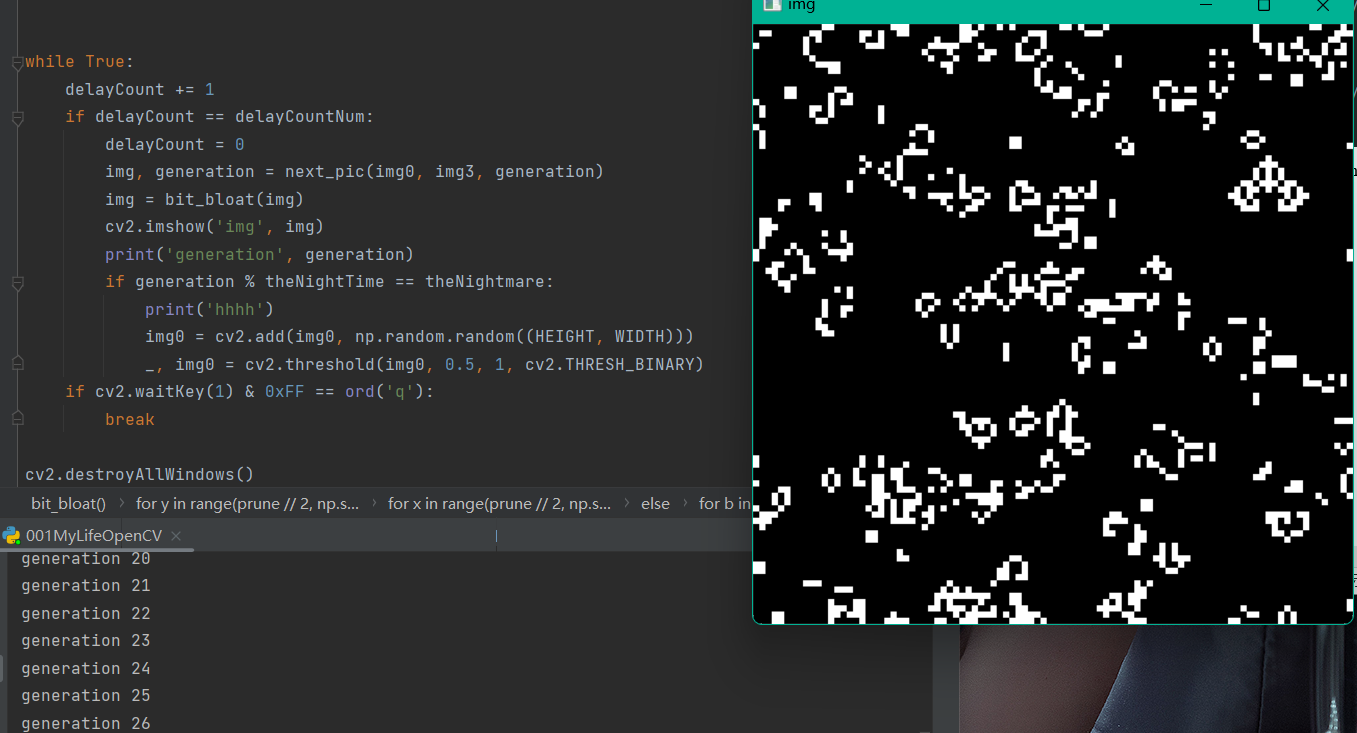 while True:
delayCount += 1
if delayCount == delayCountNum:
delayCount = 0
img, generation = next_pic(img0, img3, generation)
img = bit_bloat(img)
cv2.imshow('img', img)
print('generation', generation)
if generation % theNightTime == theNightmare:
print('hhhh')
img0 = cv2.add(img0, np.random.random((HEIGHT, WIDTH)))
_, img0 = cv2.threshold(img0, 0.5, 1, cv2.THRESH_BINARY)
if cv2.waitKey(1) & 0xFF == ord('q'):
break
cv2.destroyAllWindows()
bit_bloat() › for y in range(prune // 2, np.s... › for x in range(prune // 2, np.s... › else › for b in
001MyLifeOpenCV
generation 20
generation 21
generation 22
generation 23
generation 24
generation 25
generation 26
img